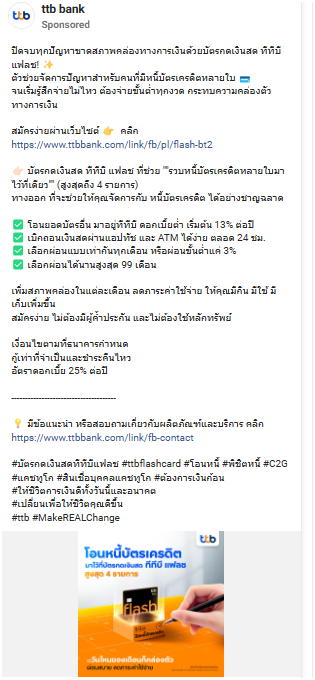 ttb bank
Sponsored
ปิดจบทุกปัญหาขาดสภาพคล่องทางการเงินด้วยบัตรกดเงินสด ทีทีบี
แฟลช! ✨
ตัวช่วยจัดการปัญหาสำหรับคนที่มีหนี้บัตรเครดิตหลายใบ 💳
จนเริ่มรู้สึกจ่ายไม่ไหว ต้องจ่ายขั้นต่ำทุกงวด กระทบความคล่องตัว
ทางการเงิน
สมัครง่ายผ่านเว็บไซต์ 👉 คลิก
https://www.ttbbank.com/link/fb/pl/flash-bt2
👉🏻 บัตรกดเงินสด ทีทีบี แฟลช ที่ช่วย ""รวบหนี้บัตรเครดิตหลายใบมา
ไว้ที่เดียว"" (สูงสุดถึง 4 รายการ)
ทางออก ที่จะช่วยให้คุณจัดการกับ หนี้บัตรเครดิต ได้อย่างชาญฉลาด
✅ โอนยอดบัตรอื่น มาอยู่ทีทีบี ดอกเบี้ยต่ำ เริ่มต้น 13% ต่อปี
✅ เบิกถอนเงินสดผ่านแอปทัช และ ATM ได้ง่าย ตลอด 24 ชม.
✅ เลือกผ่อนแบบเท่ากันทุกเดือน หรือผ่อนขั้นต่ำแค่ 3%
✅ เลือกผ่อนได้นานสูงสุด 99 เดือน
เพิ่มสภาพคล่องในแต่ละเดือน ลดภาระค่าใช้จ่าย ให้คุณมีกิน มีใช้ มี
เก็บเพิ่มขึ้น
สมัครง่าย ไม่ต้องมีผู้ค้ำประกัน และไม่ต้องใช้หลักทรัพย์
เงื่อนไขตามที่ธนาคารกำหนด
กู้เท่าที่จำเป็นและชำระคืนไหว
อัตราดอกเบี้ย 25% ต่อปี
----------------------------------------
💡 มีข้อแนะนำ หรือสอบถามเกี่ยวกับผลิตภัณฑ์และบริการ คลิก
https://www.ttbbank.com/link/fb-contact
#บัตรกดเงินสดทีทีบีแฟลช #ttbflashcard #โอนหนี้ #พิชิตหนี้ #C2G
#แคชทูโก #สินเชื่อบุคคลแคชทูโก #ต้องการเงินก้อน
#ให้ชีวิตการเงินดีทั้งวันนี้และอนาคต
#เปลี่ยนเพื่อให้ชีวิตคุณดีขึ้น
#ttb #MakeREALChange
ttb
โอนหนี้บัตรเครดิต
มาไว้ที่บัตรกดเงินสด ทีทีบี แฟลช
สูงสุด 4 รายการ
flash